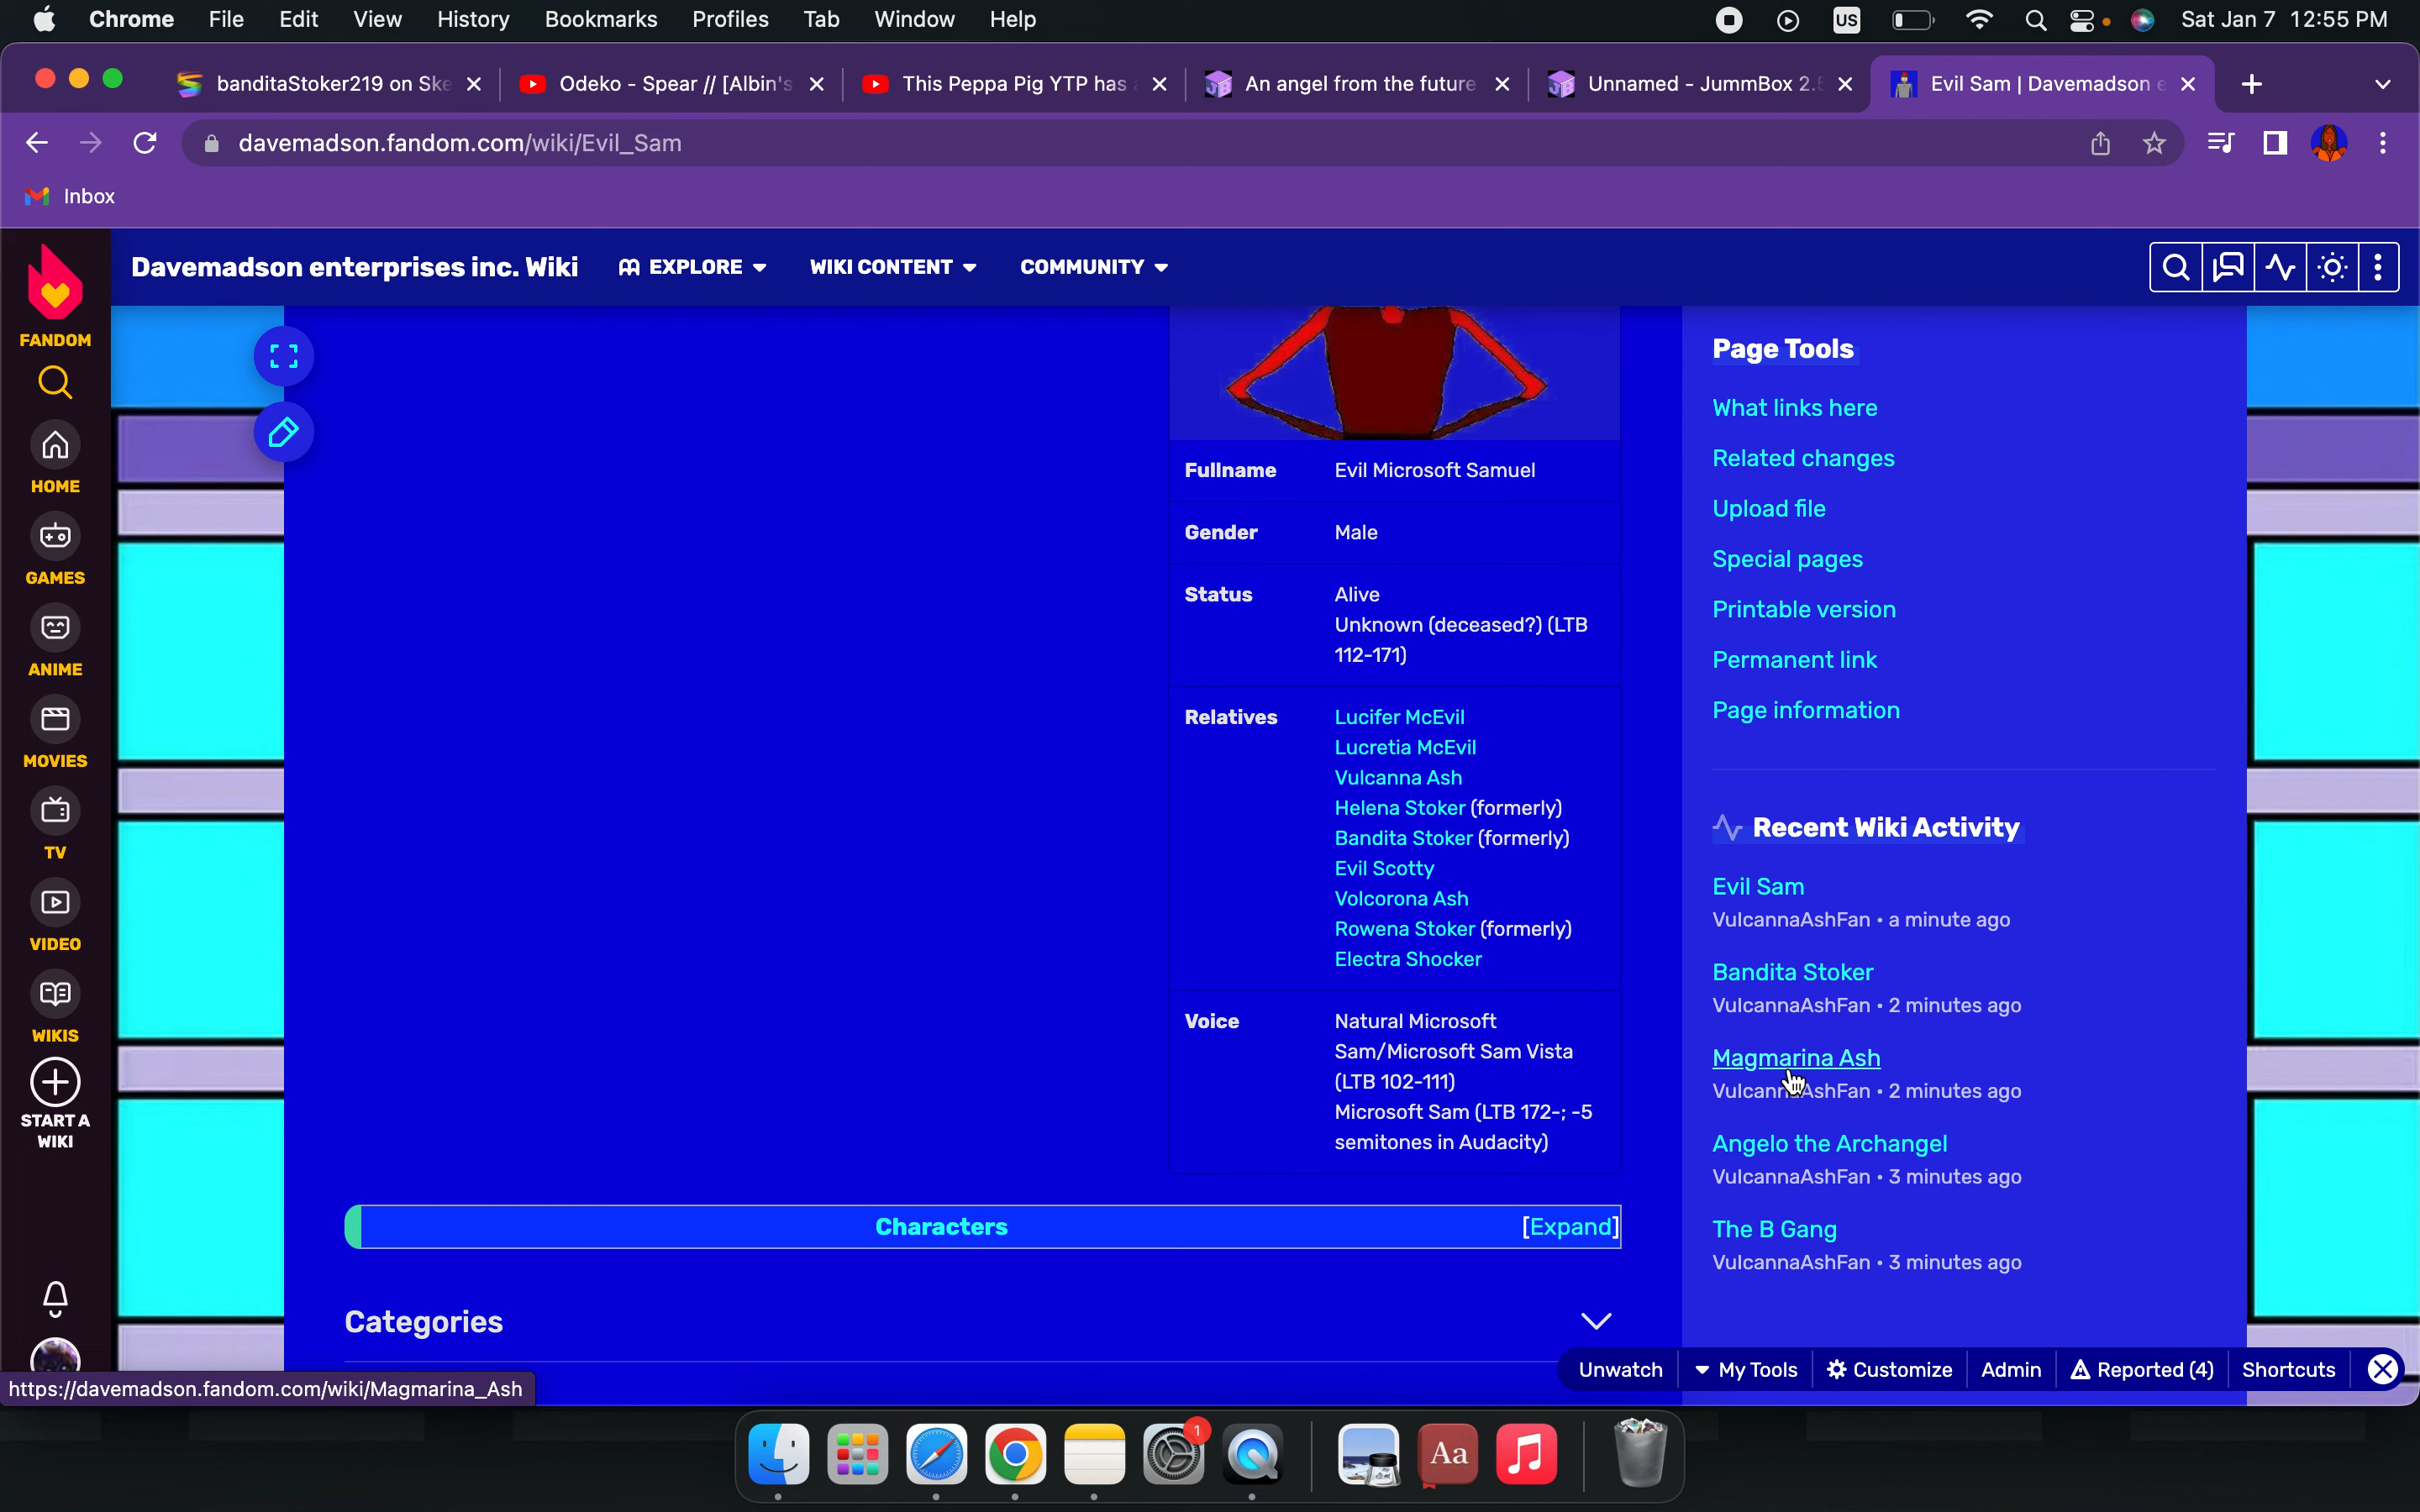 Chrome File Edit View History Bookmarks Profiles Tab Window Help US Sat Jan 7 12:55 PM
banditaStoker219 on Ske Odeko - Spear // [Albin's This Peppa Pig YTP has An angel from the future Unnamed - JummBox 2.5 Evil Sam | Davemadson e
davemadson.fandom.com/wiki/Evil_Sam
Inbox
Davemadson enterprises inc. Wiki EXPLORE WIKI CONTENT COMMUNITY
FANDOM
HOME
GAMES
ANIME
MOVIES
TV
VIDEO
WIKIS
START A
WIKI
Fullname Evil Microsoft Samuel
Gender Male
Status Alive
Unknown (deceased?) (LTB
112-171)
Relatives Lucifer McEvil
Lucretia McEvil
Vulcanna Ash
Helena Stoker (formerly)
Bandita Stoker (formerly)
Evil Scotty
Volcorona Ash
Rowena Stoker (formerly)
Electra Shocker
Voice Natural Microsoft
Sam/Microsoft Sam Vista
(LTB 102-111)
Microsoft Sam (LTB 172-; -5
semitones in Audacity)
Characters [Expand]
Categories
Page Tools
What links here
Related changes
Upload file
Special pages
Printable version
Permanent link
Page information
Recent Wiki Activity
Evil Sam
VulcannaAshFan • a minute ago
Bandita Stoker
VulcannaAshFan • 2 minutes ago
Magmarina Ash
VulcannaAshFan • 2 minutes ago
Angelo the Archangel
VulcannaAshFan • 3 minutes ago
The B Gang
VulcannaAshFan • 3 minutes ago
Unwatch My Tools Customize Admin Reported (4) Shortcuts
https://davemadson.fandom.com/wiki/Magmarina_Ash
1
Aa